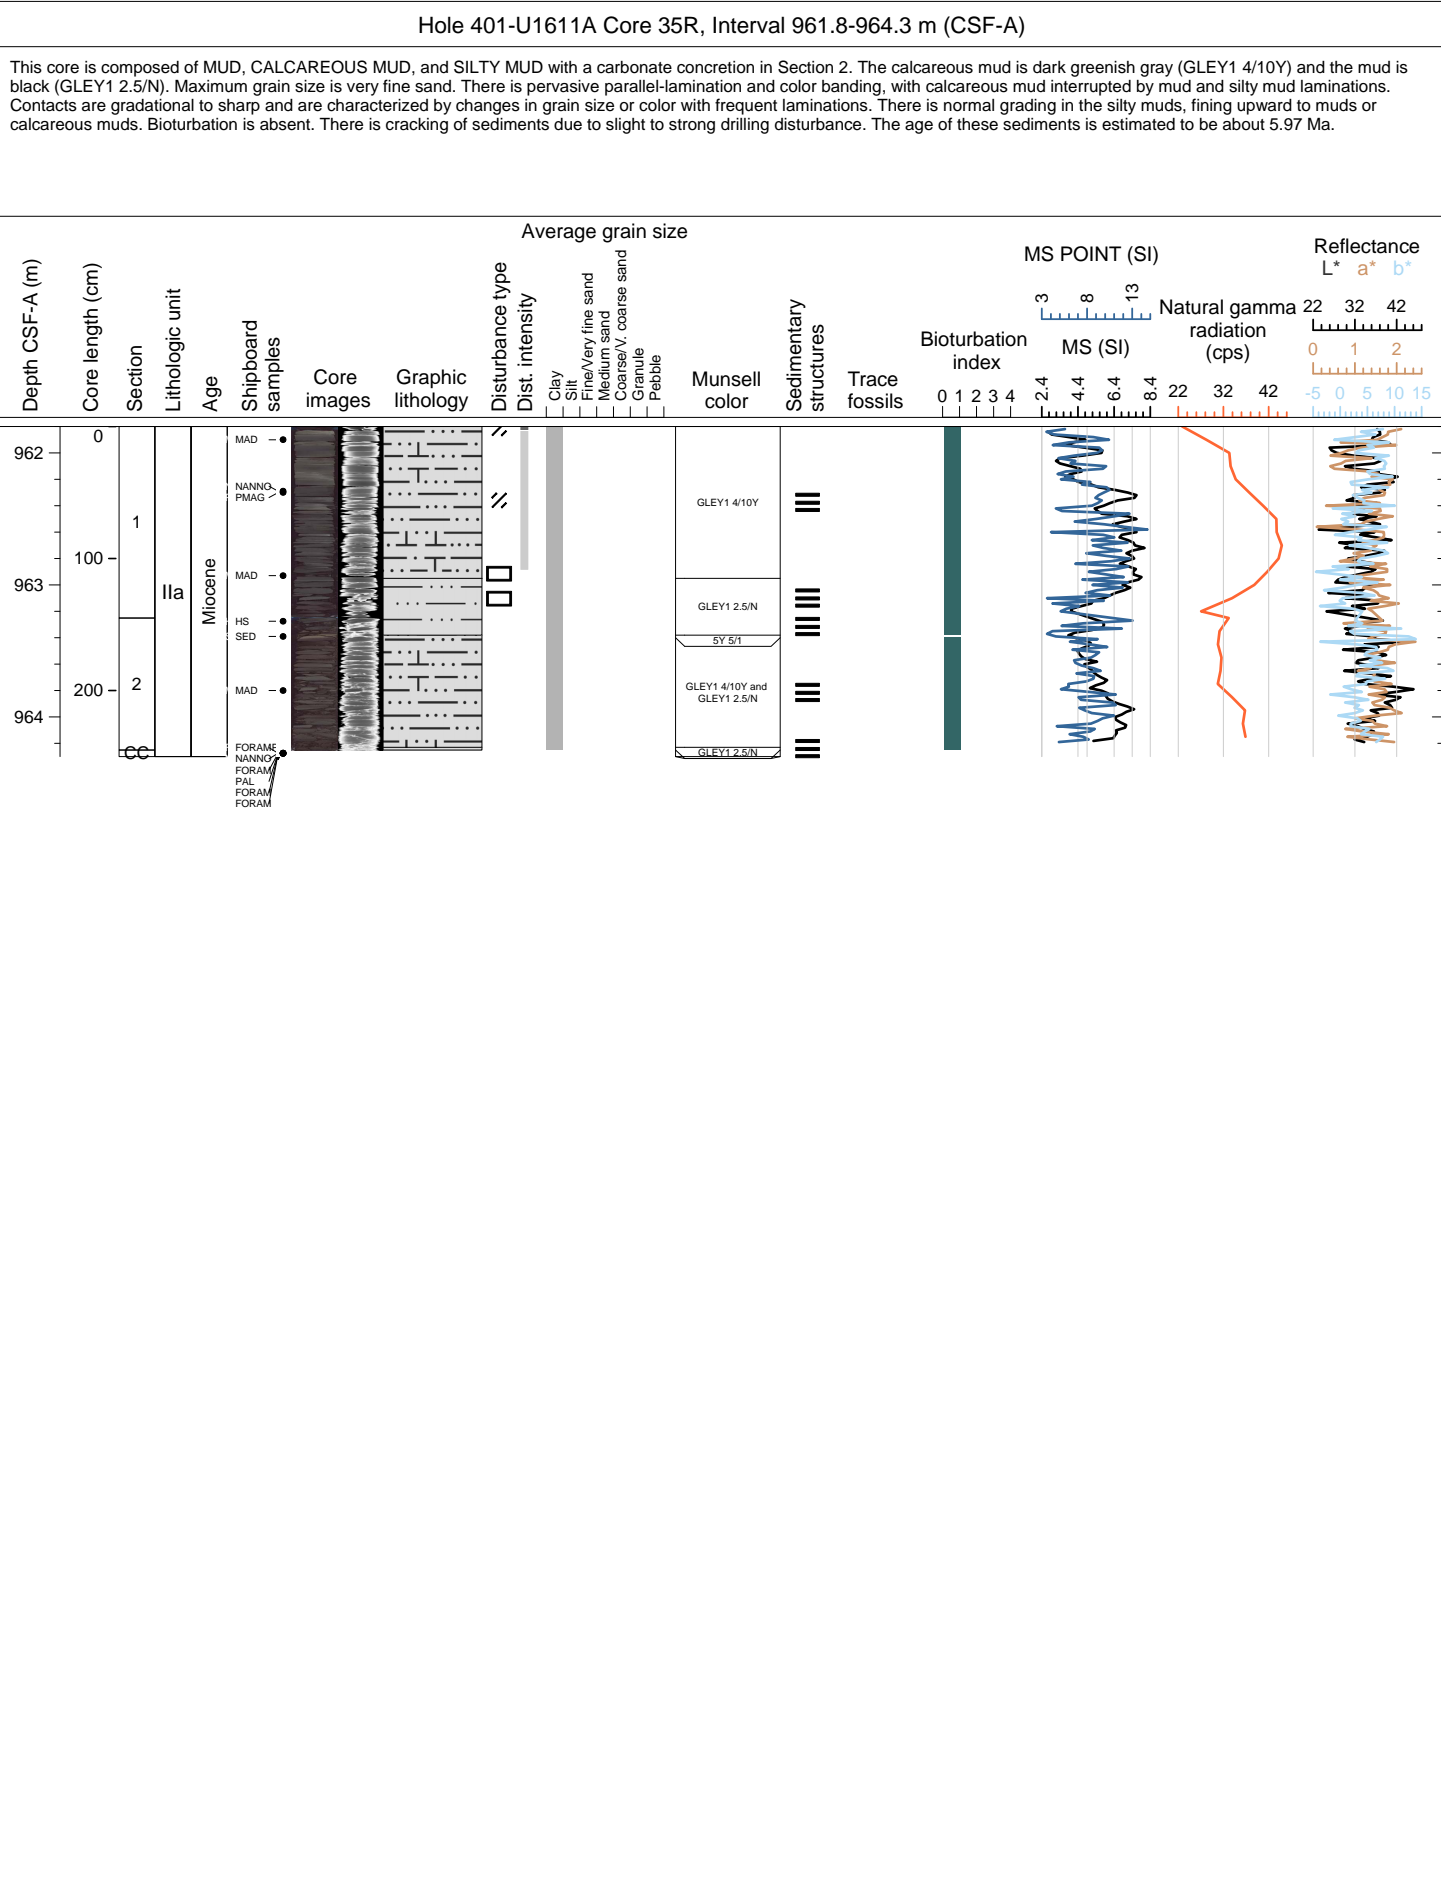 Hole 401-U1611A Core 35R, Interval 961.8-964.3 m (CSF-A)
This core is composed of MUD, CALCAREOUS MUD, and SILTY MUD with a carbonate concretion in Section 2. The calcareous mud is dark greenish gray (GLEY1 4/10Y) and the mud is
black (GLEY1 2.5/N). Maximum grain size is very fine sand. There is pervasive parallel-lamination and color banding, with calcareous mud interrupted by mud and silty mud laminations.
Contacts are gradational to sharp and are characterized by changes in grain size or color with frequent laminations. There is normal grading in the silty muds, fining upward to muds or
calcareous muds. Bioturbation is absent. There is cracking of sediments due to slight to strong drilling disturbance. The age of these sediments is estimated to be about 5.97 Ma.
Depth CSF-A (m)
Core length (cm)
Section
Lithologic unit
Age
Shipboard
samples
Core
images
Graphic
lithology
Disturbance type
Dist. intensity
Average grain size
Clay
Silt
Fine/Very fine sand
Medium sand
Coarse/V. coarse sand
Granule
Pebble
Munsell
color
Sedimentary
structures
Trace
fossils
Bioturbation
index
0 1 2 3 4
MS POINT (SI)
3 8 13
MS (SI)
2.4 4.4 6.4 8.4
Natural gamma
radiation
(cps)
22 32 42
Reflectance
L* a* b*
22 32 42
0 1 2
-5 0 5 10 15
962
963
964
0
100
200
1
2
CC
IIa
Miocene
MAD
NANNO
PMAG
MAD
HS
SED
MAD
FORAM
NANNO
FORAM
PAL
FORAM
FORAM
GLEY1 4/10Y
GLEY1 2.5/N
5Y 5/1
GLEY1 4/10Y and
GLEY1 2.5/N
GLEY1 2.5/N